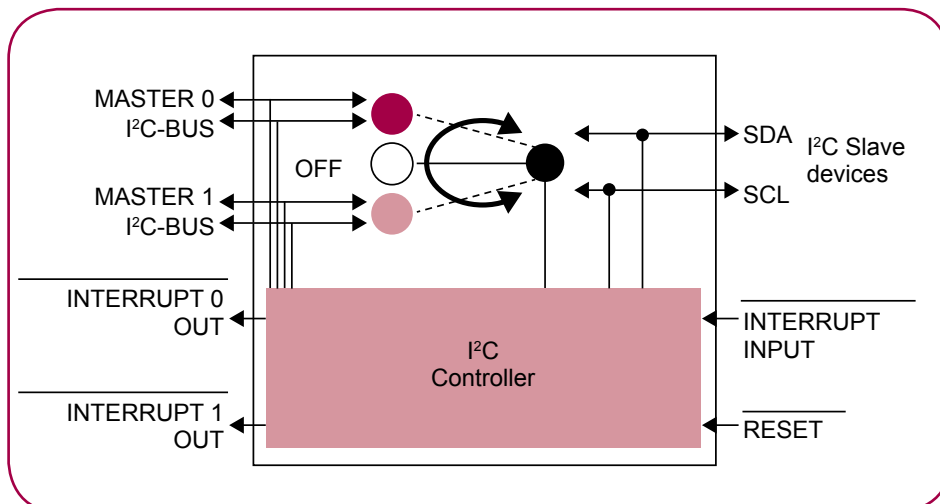 MASTER 0
I²C-BUS
OFF
MASTER 1
I²C-BUS
INTERRUPT 0
OUT
INTERRUPT 1
OUT
I²C
Controller
SDA
SCL
I²C Slave
devices
INTERRUPT
INPUT
RESET